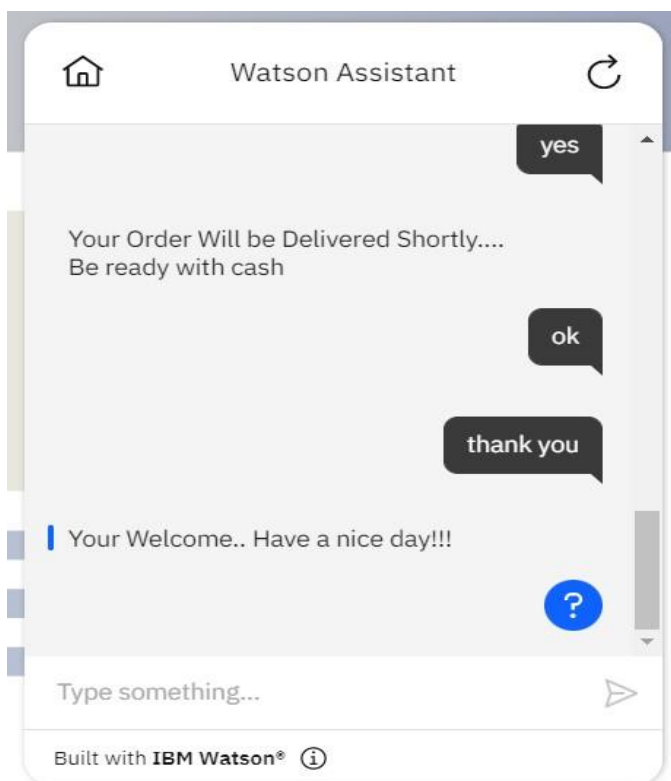 Watson Assistant
yes
Your Order Will be Delivered Shortly....
Be ready with cash
ok
thank you
Your Welcome.. Have a nice day!!!
?
Type something...
Built with IBM Watson®